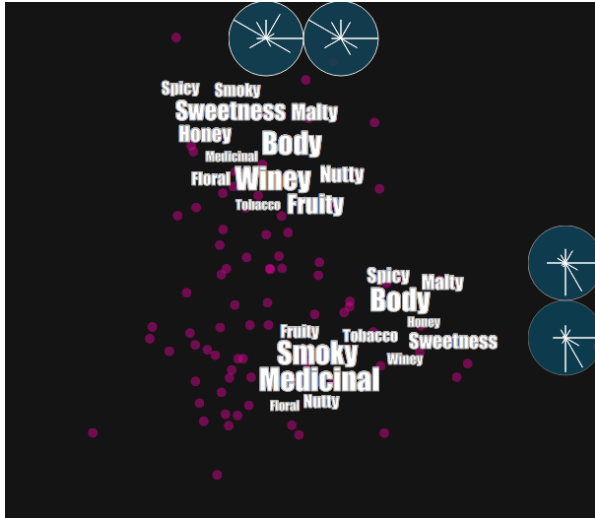 Spicy Smoky
Sweetness Malty
Honey Body
Medicinal
Floral Winey Nutty
Tobacco Fruity
Spicy Malty
Body
Honey
Fruity Tobacco Sweetness
Smoky Winey
Medicinal
Floral Nutty